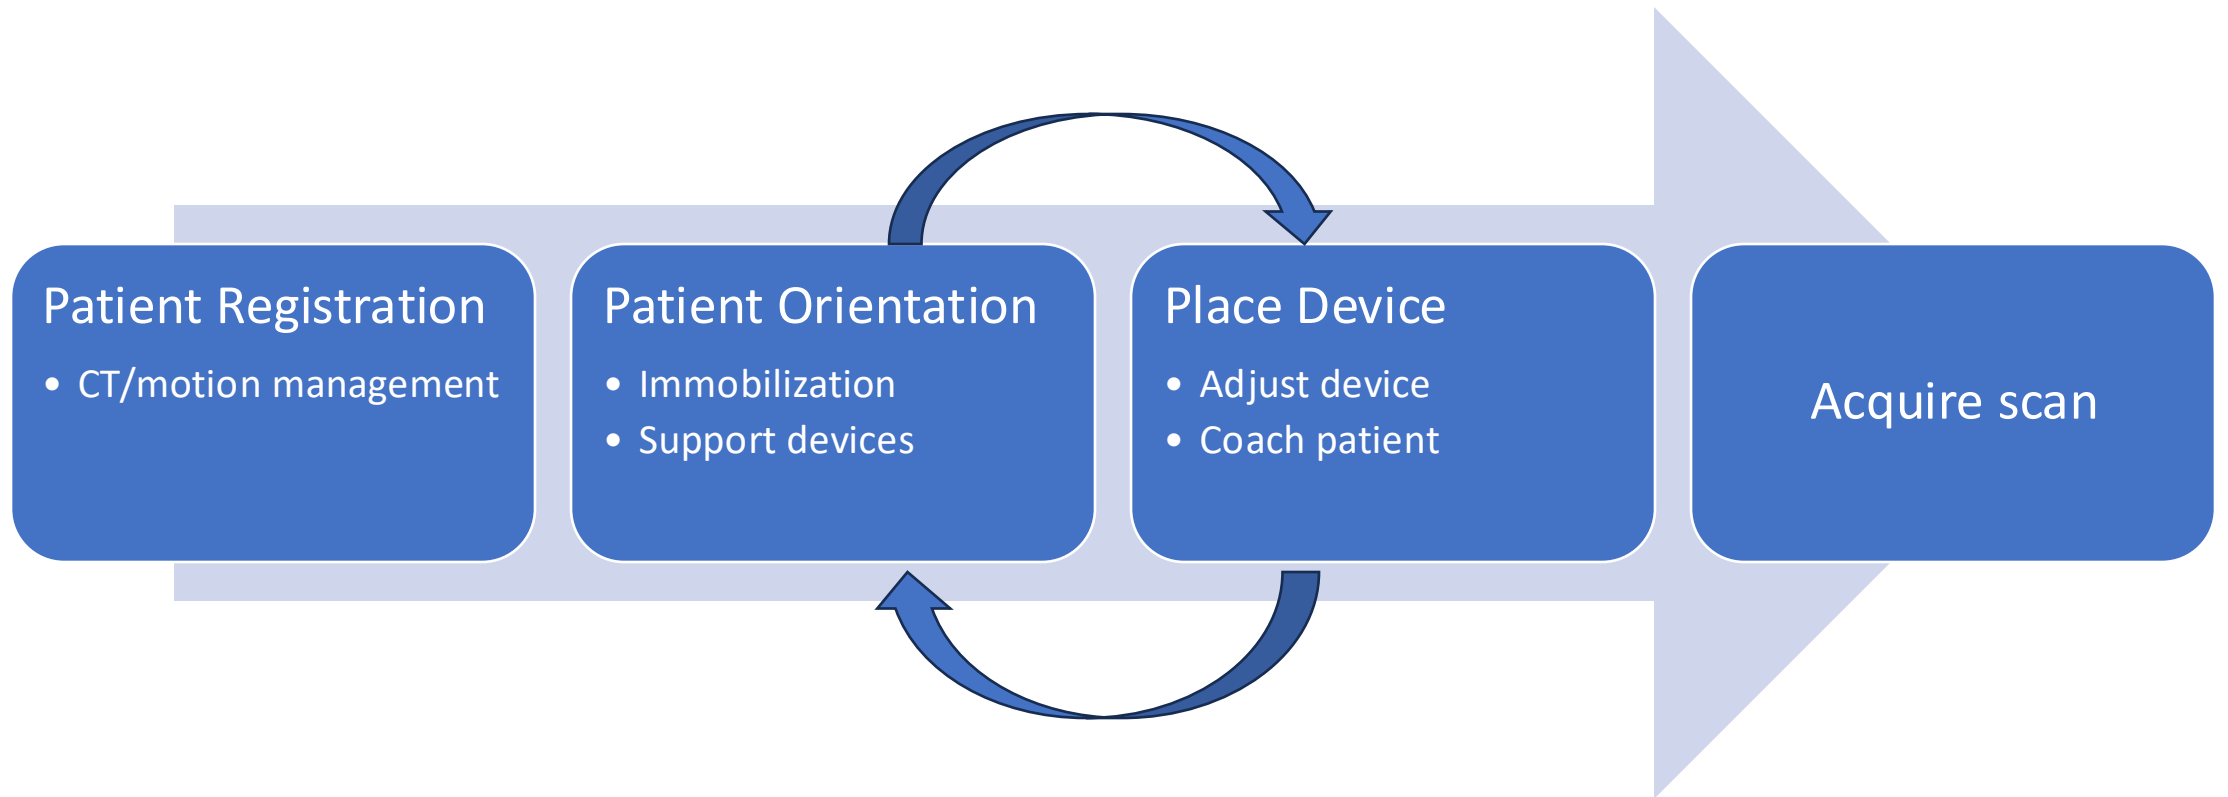 Patient Registration
• CT/motion management
Patient Orientation
• Immobilization
• Support devices
Place Device
• Adjust device
• Coach patient
Acquire scan